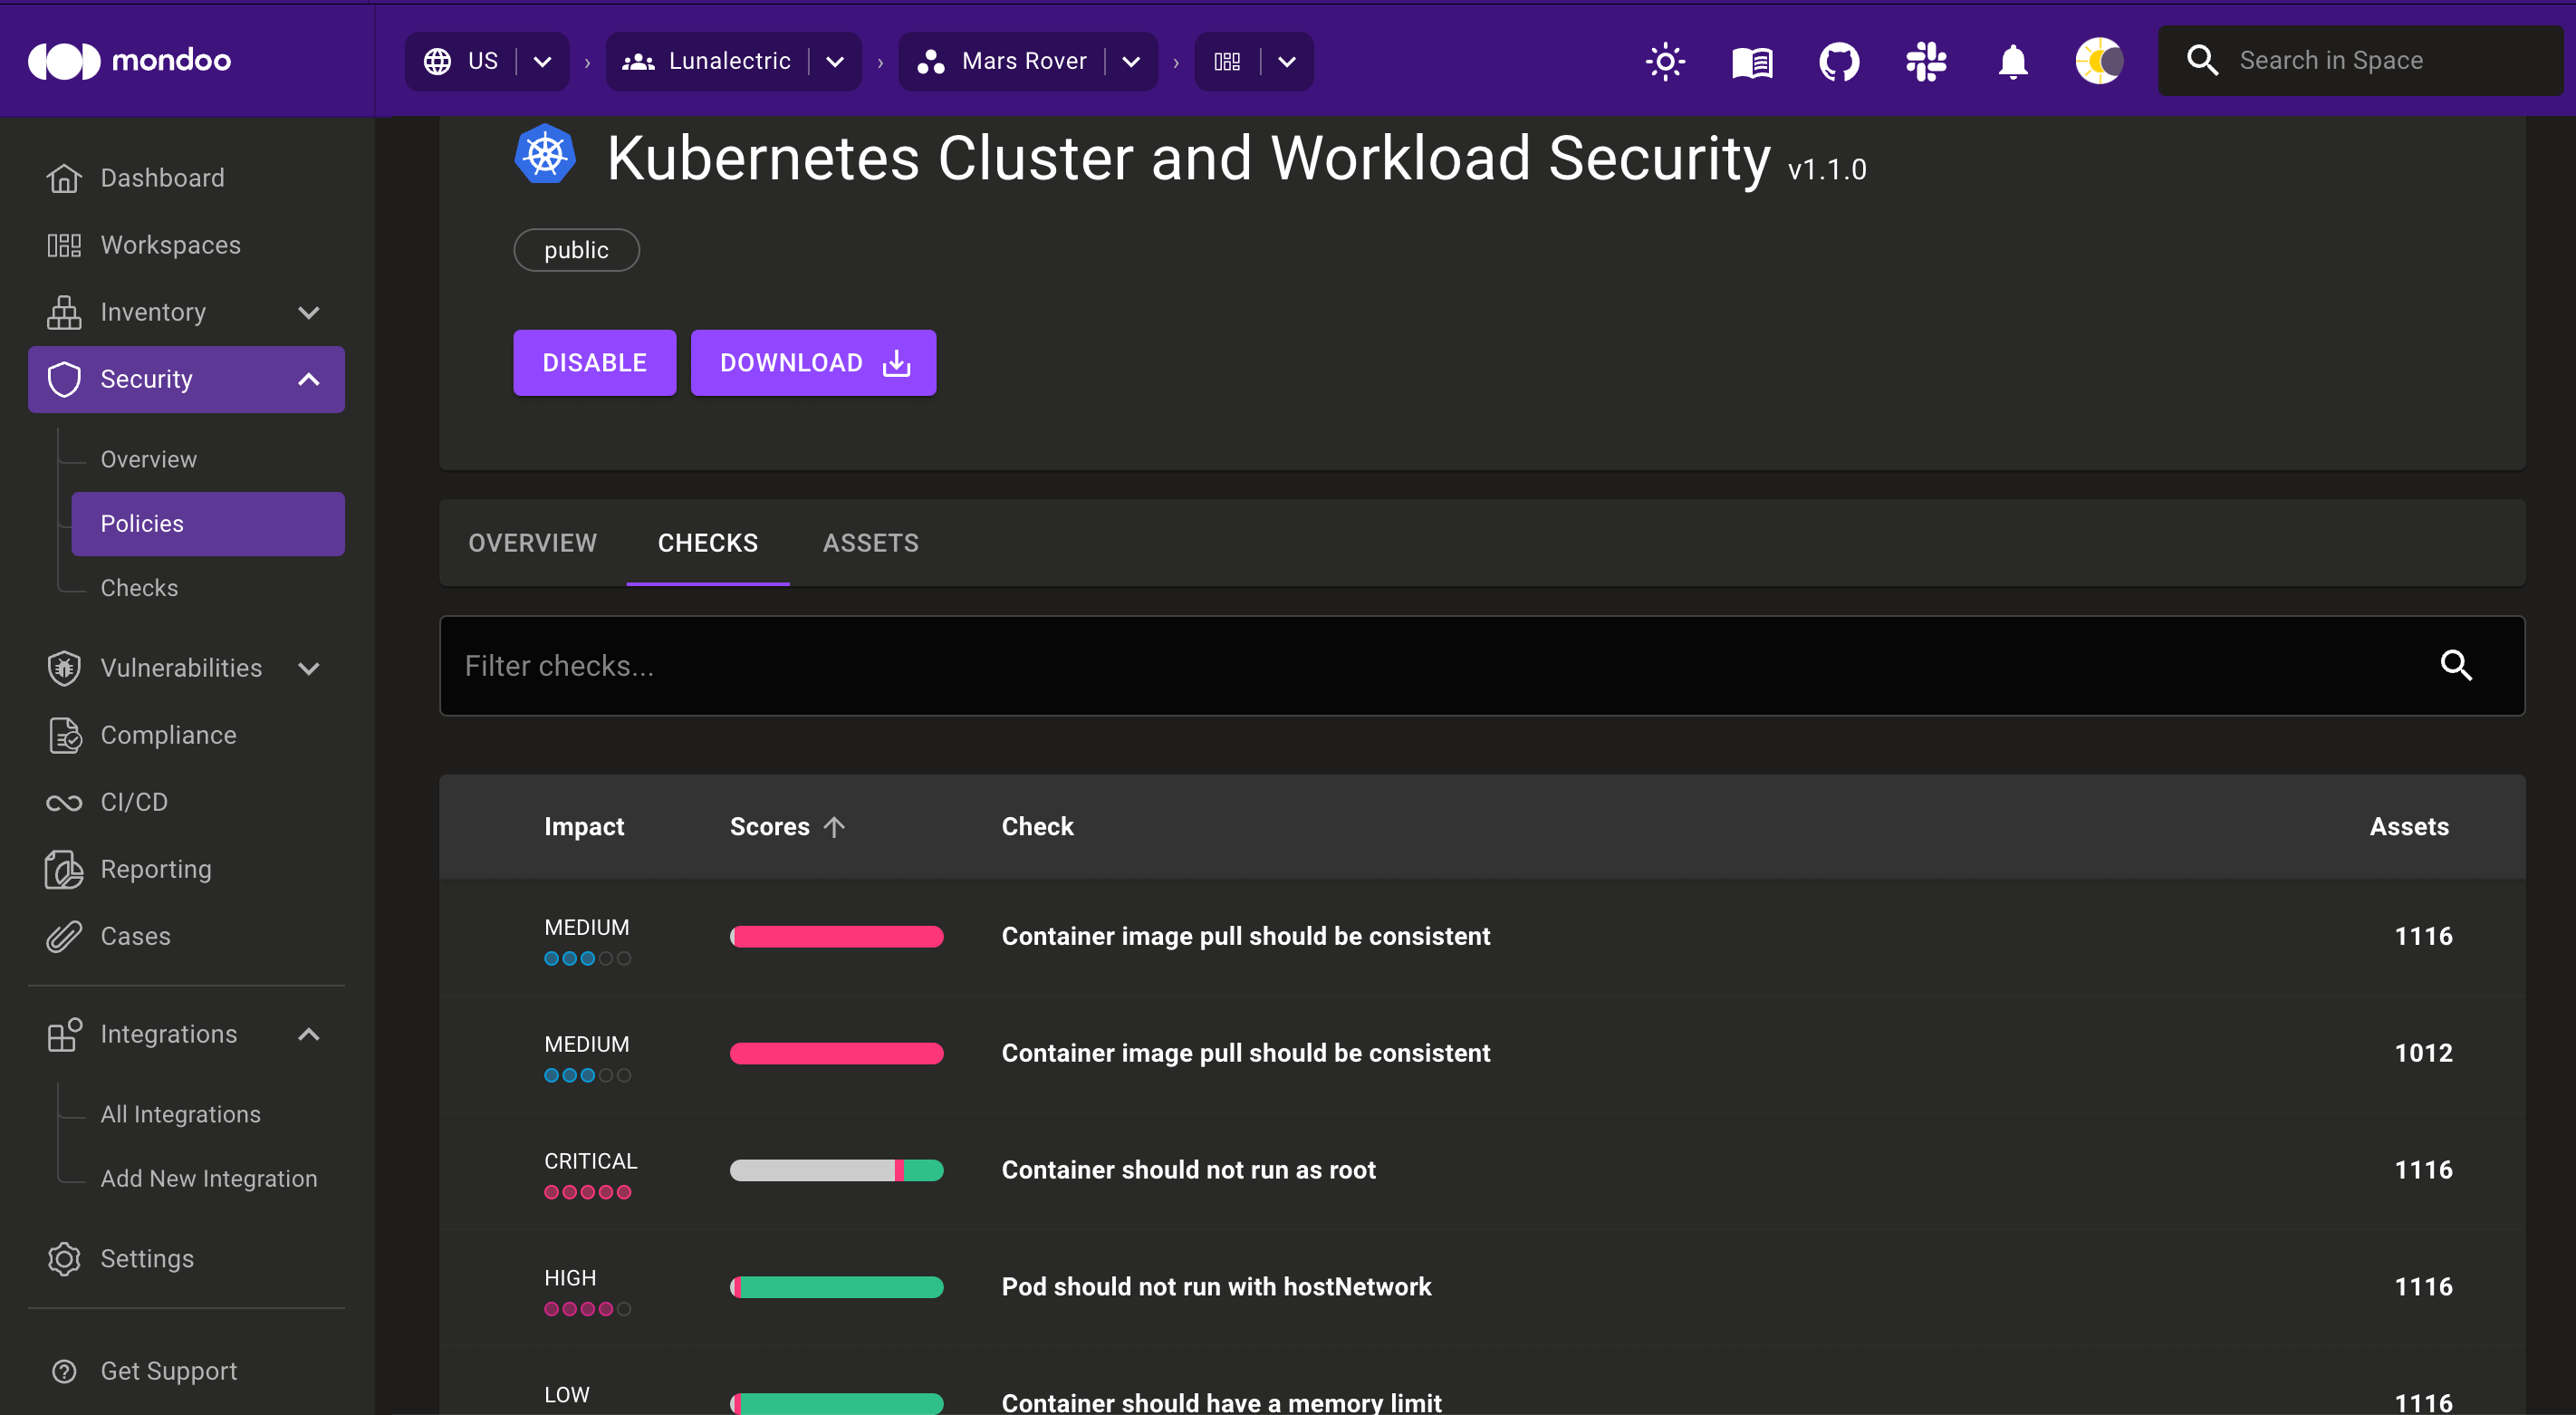 mondoo
US
Lunalectric
Mars Rover
Search in Space
Dashboard
Workspaces
Inventory
Security
Overview
Policies
Checks
Vulnerabilities
Compliance
CI/CD
Reporting
Cases
Integrations
All Integrations
Add New Integration
Settings
Get Support
Kubernetes Cluster and Workload Security v1.1.0
public
DISABLE DOWNLOAD
OVERVIEW CHECKS ASSETS
Filter checks...
Impact Scores Check Assets
MEDIUM Container image pull should be consistent 1116
MEDIUM Container image pull should be consistent 1012
CRITICAL Container should not run as root 1116
HIGH Pod should not run with hostNetwork 1116
LOW Container should have a memory limit 1116